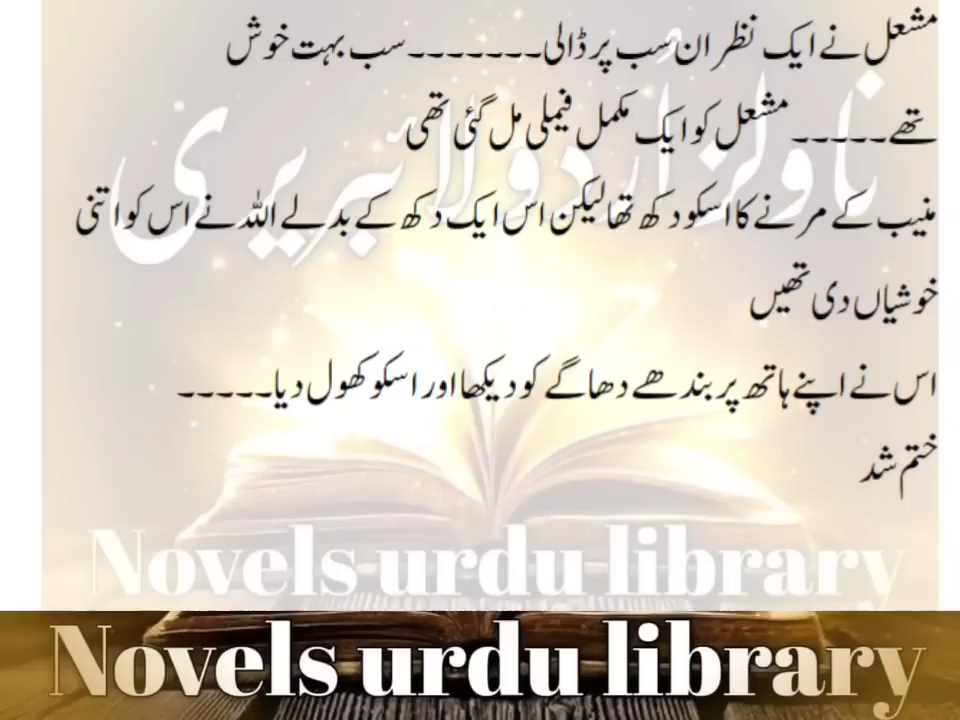 مشعل نے ایک نظر ان سب پر ڈالی۔۔۔۔۔۔۔ سب بہت خوش
تھے۔۔۔۔۔ مشعل کو ایک مکمل فیملی مل گئی تھی
منیب کے مرنے کا اسکو دکھ تھا لیکن اس ایک دکھ کے بدلے اللہ نے اس کو اتنی
خوشیاں دی تھیں
اس نے اپنے ہاتھ پر بندھے دھاگے کو دیکھا اور اسکو کھول دیا۔۔۔۔۔
ختم شد
ناولز اُردو لائبریری
Novels urdu library
Novels urdu library